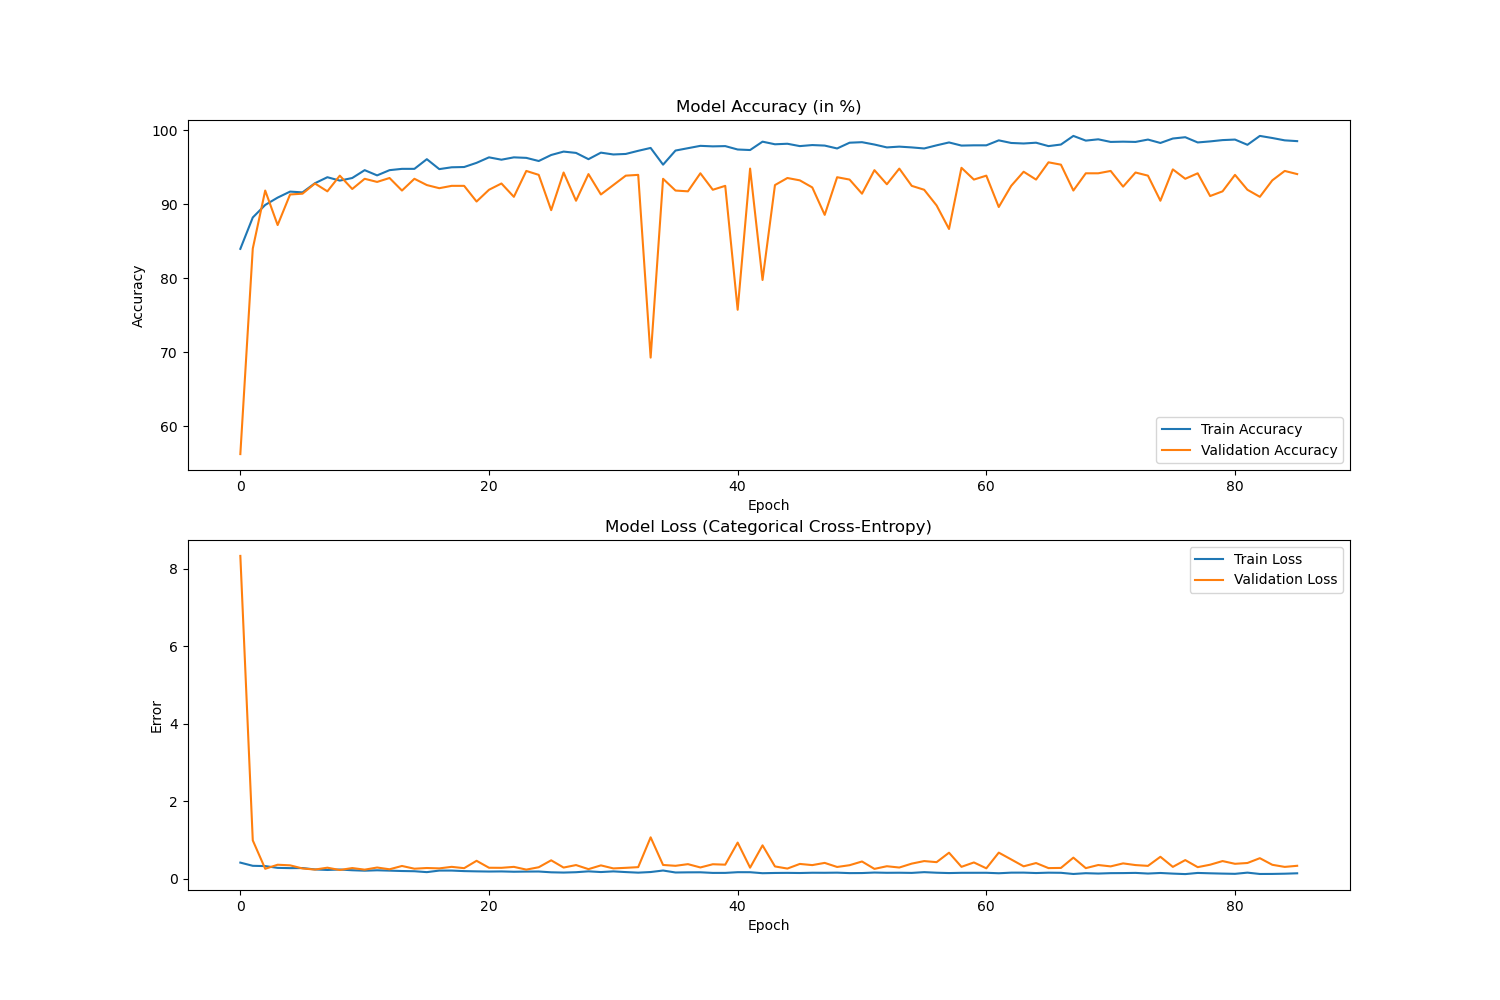 Model Accuracy (in %)
100
90
80
70
60
Accuracy
Train Accuracy
Validation Accuracy
0 20 40 60 80
Epoch
Model Loss (Categorical Cross-Entropy)
8
6
4
2
0
Error
Train Loss
Validation Loss
0 20 40 60 80
Epoch